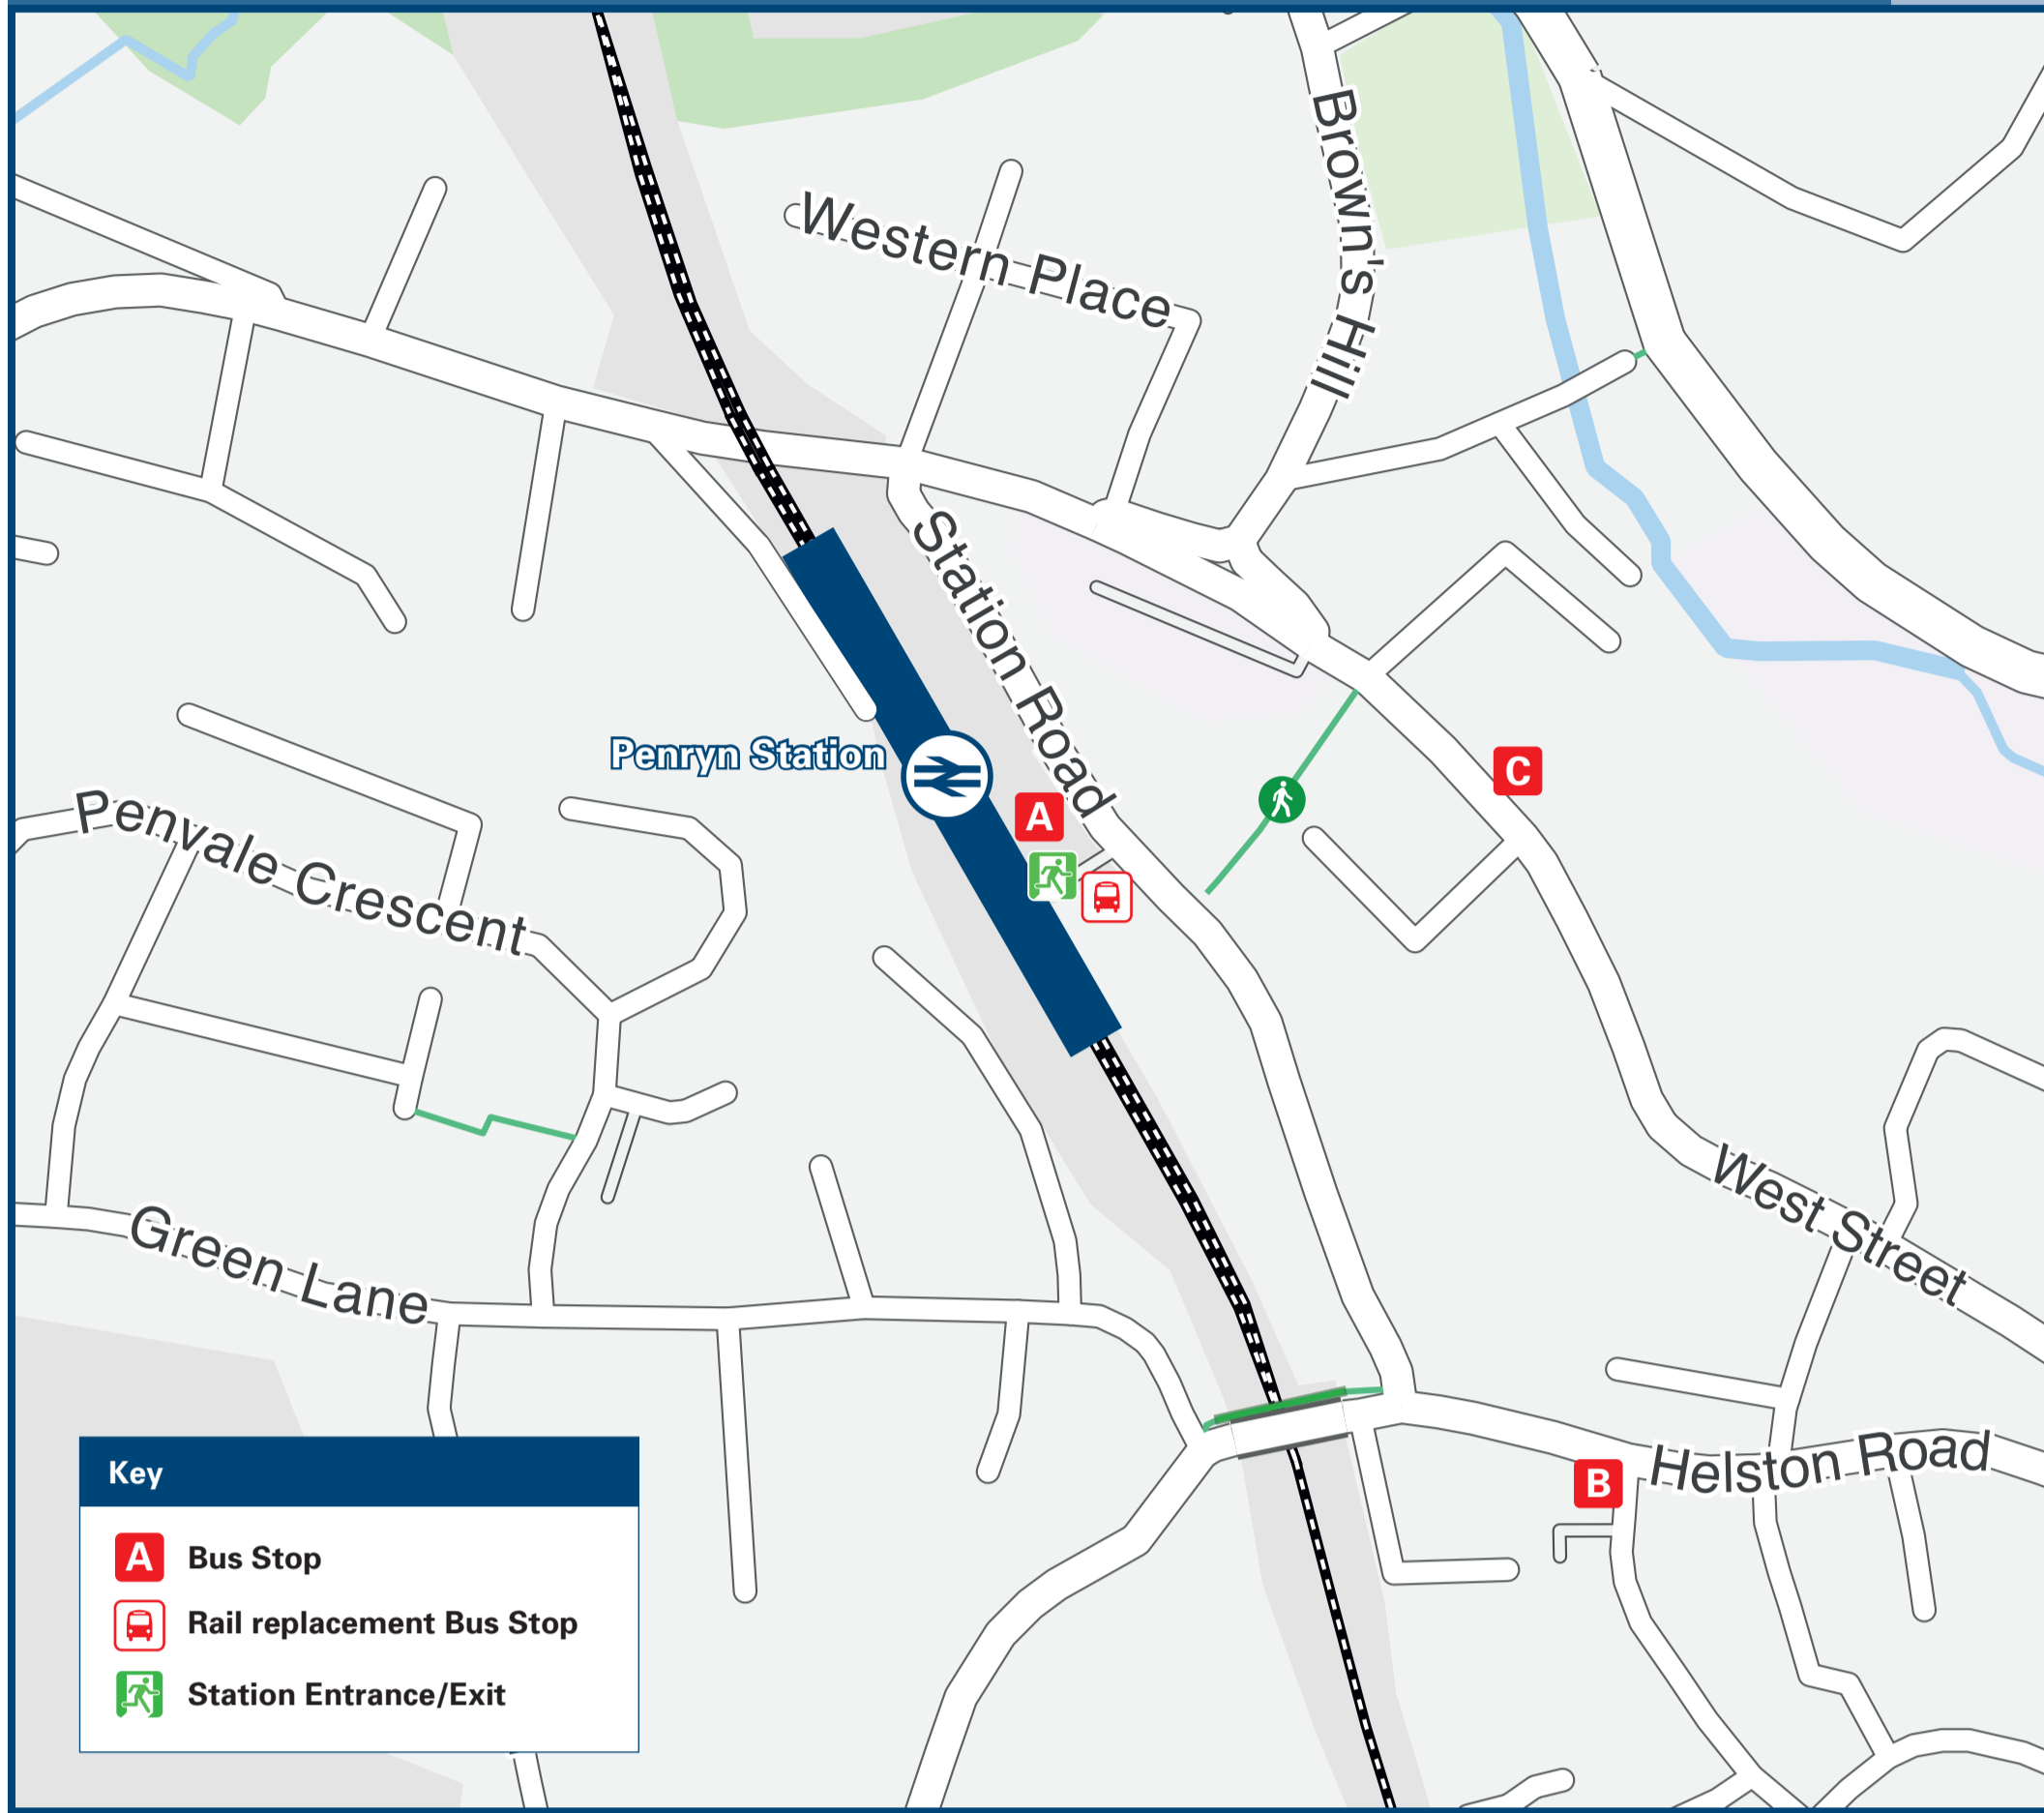 Brown's Hill
Western Place
Station Road
Penryn Station
C
A
Penvale Crescent
West Street
Green Lane
Helston Road
B
Key
A Bus Stop
Rail replacement Bus Stop
Station Entrance/Exit